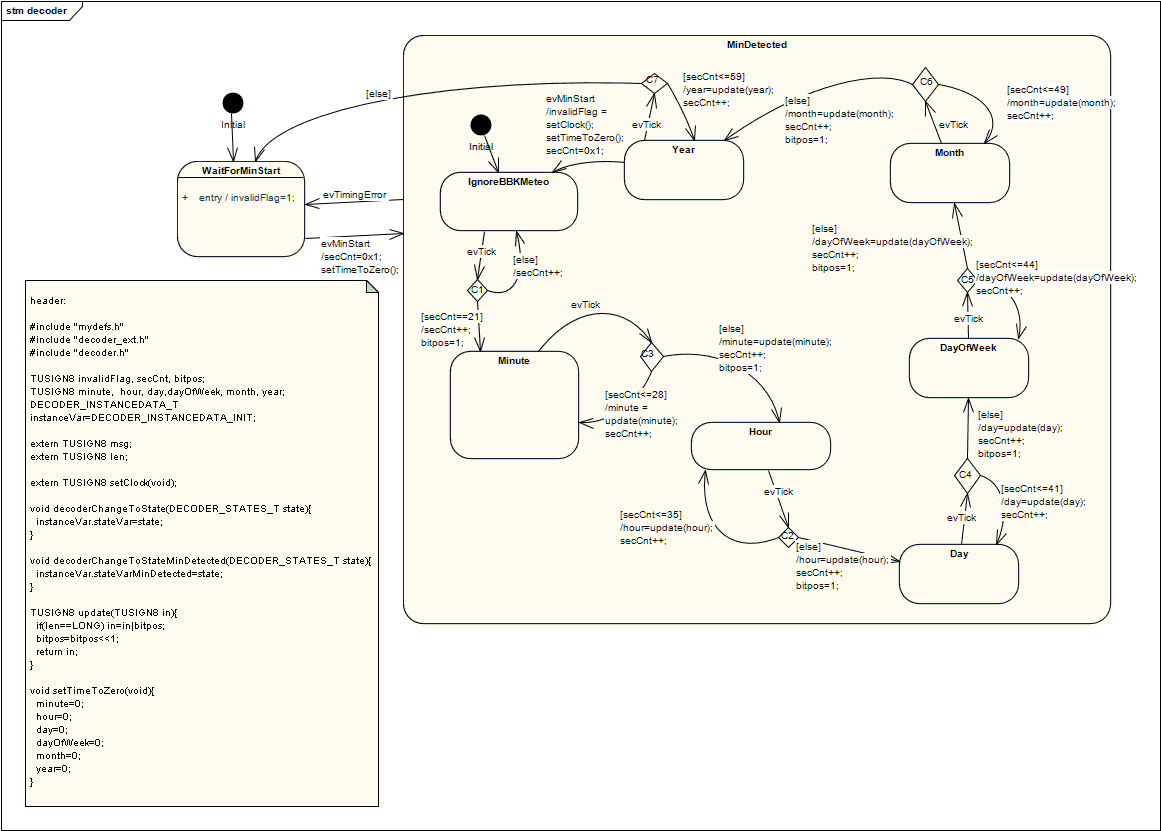 stm decoder
MinDetected
Initial
[else]
C7
[secCnt<=59]
/year=update(year);
secCnt++;
evTick
Year
evMinStart
/invalidFlag =
setClock();
setTimeToZero();
secCnt=0x1;
[else]
/month=update(month);
secCnt++;
bitpos=1;
C6
[secCnt<=49]
/month=update(month);
secCnt++;
evTick
Month
Initial
IgnoreBBKMeteo
WaitForMinStart
+ entry / invalidFlag=1;
evTimingError
evMinStart
/secCnt=0x1;
setTimeToZero();
evTick
[else]
/secCnt++;
C1
[secCnt==21]
/secCnt++;
bitpos=1;
Minute
evTick
C3
[secCnt<=28]
/minute =
update(minute);
secCnt++;
[else]
/minute=update(minute);
secCnt++;
bitpos=1;
Hour
evTick
C2
[secCnt<=35]
/hour=update(hour);
secCnt++;
[else]
/hour=update(hour);
secCnt++;
bitpos=1;
Day
evTick
C4
[secCnt<=41]
/day=update(day);
secCnt++;
[else]
/day=update(day);
secCnt++;
bitpos=1;
DayOfWeek
evTick
C5
[secCnt<=44]
/dayOfWeek=update(dayOfWeek);
secCnt++;
[else]
/dayOfWeek=update(dayOfWeek);
secCnt++;
bitpos=1;
header:
#include "mydefs.h"
#include "decoder_ext.h"
#include "decoder.h"
TUSIGN8 invalidFlag, secCnt, bitpos;
TUSIGN8 minute,  hour, day,dayOfWeek, month, year;
DECODER_INSTANCEDATA_T
instanceVar=DECODER_INSTANCEDATA_INIT;
extern TUSIGN8 msg;
extern TUSIGN8 len;
extern TUSIGN8 setClock(void);
void decoderChangeToState(DECODER_STATES_T state){
instanceVar.stateVar=state;
}
void decoderChangeToStateMinDetected(DECODER_STATES_T state){
instanceVar.stateVarMinDetected=state;
}
TUSIGN8 update(TUSIGN8 in){
if(len==LONG) in=in|bitpos;
bitpos=bitpos<<1;
return in;
}
void setTimeToZero(void){
minute=0;
hour=0;
day=0;
dayOfWeek=0;
month=0;
year=0;
}